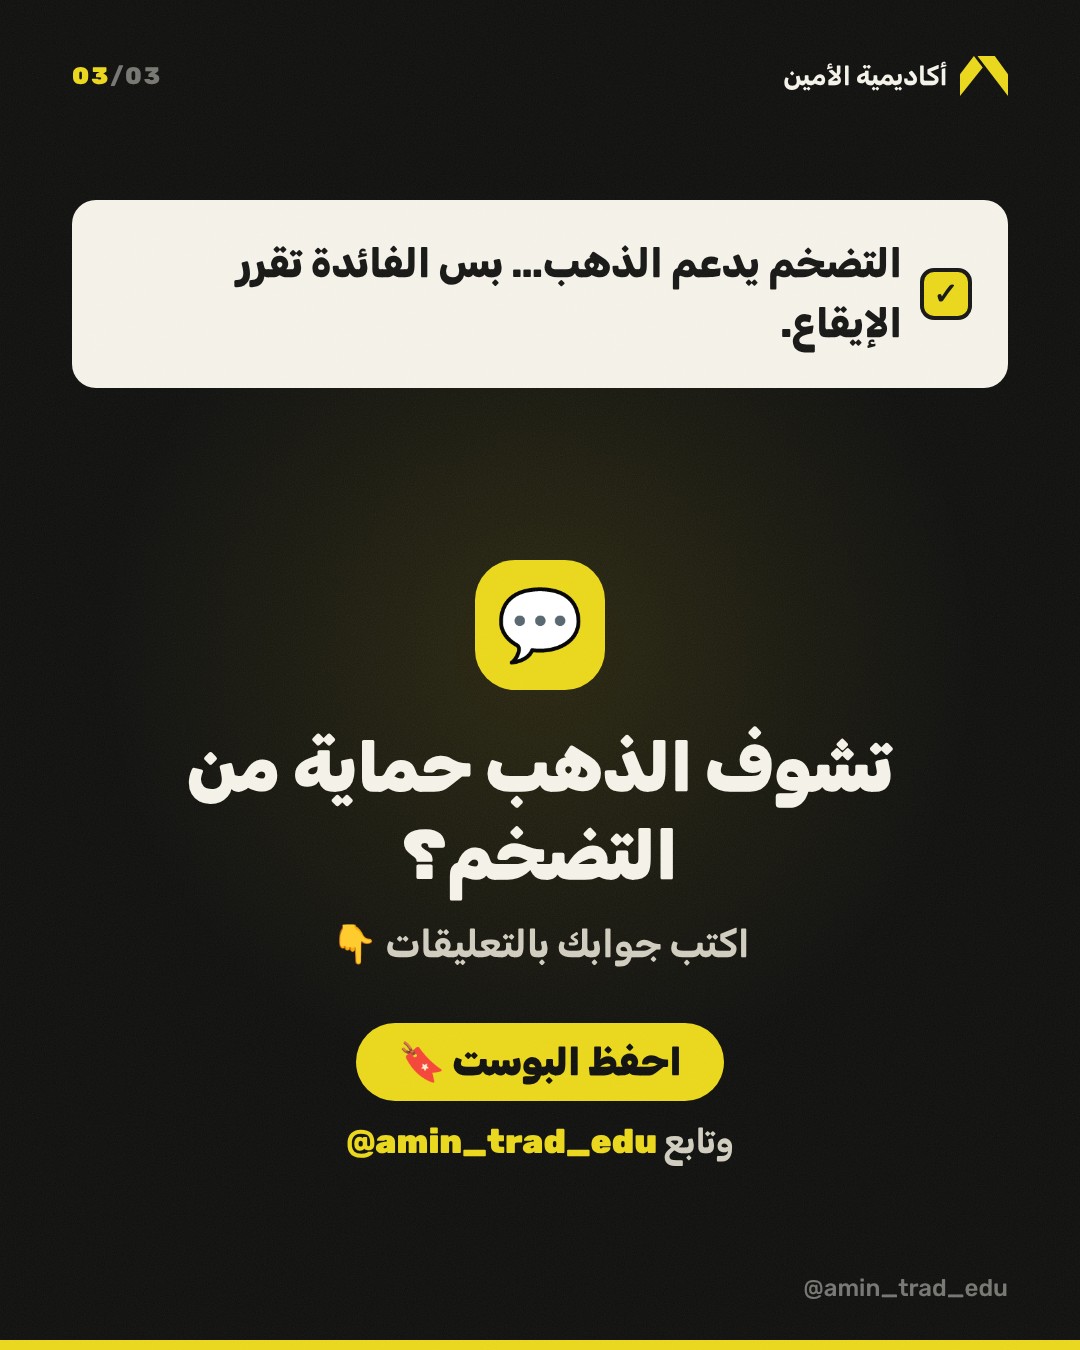 أكاديمية الأمين
03/03
التضخم يدعم الذهب... بس الفائدة تقرر
الإيقاع.
تشوف الذهب حماية من
التضخم؟
اكتب جوابك بالتعليقات 👇
احفظ البوست 🔖
وتابع @amin_trad_edu
@amin_trad_edu